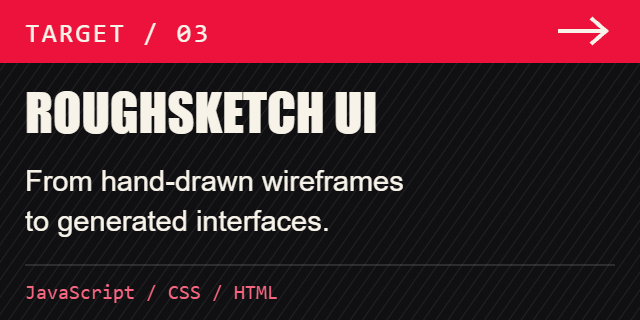 TARGET / 03
ROUGHSKETCH UI
From hand-drawn wireframes
to generated interfaces.
JavaScript / CSS / HTML